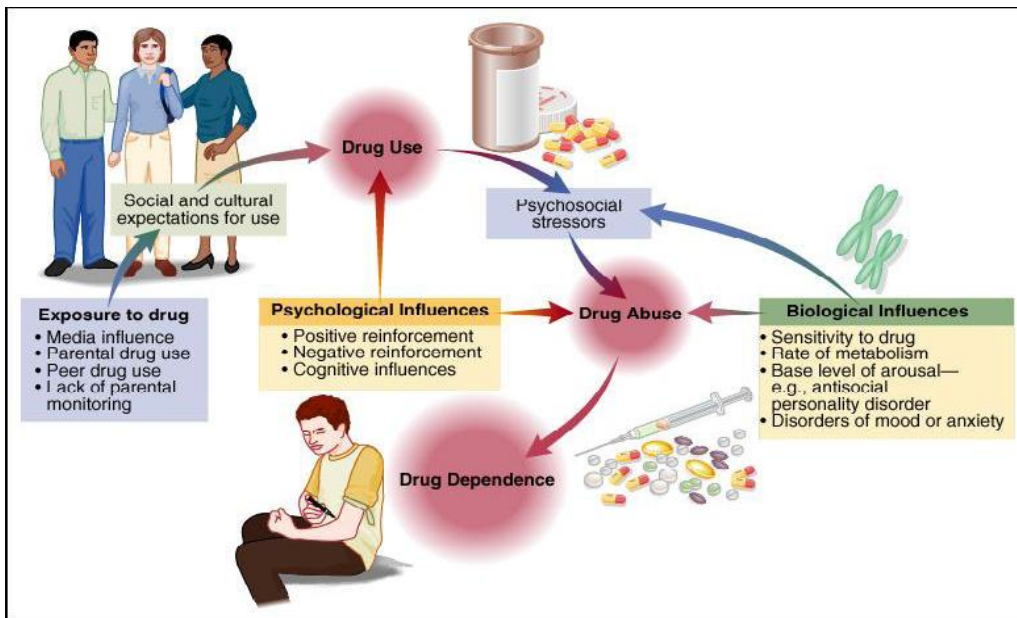 Drug Use
Social and cultural
expectations for use
Psychosocial
stressors
Exposure to drug
• Media influence
• Parental drug use
• Peer drug use
• Lack of parental
monitoring
Psychological Influences
• Positive reinforcement
• Negative reinforcement
• Cognitive influences
Drug Abuse
Biological Influences
• Sensitivity to drug
• Rate of metabolism
• Base level of arousal—
e.g., antisocial
personality disorder
• Disorders of mood or anxiety
Drug Dependence